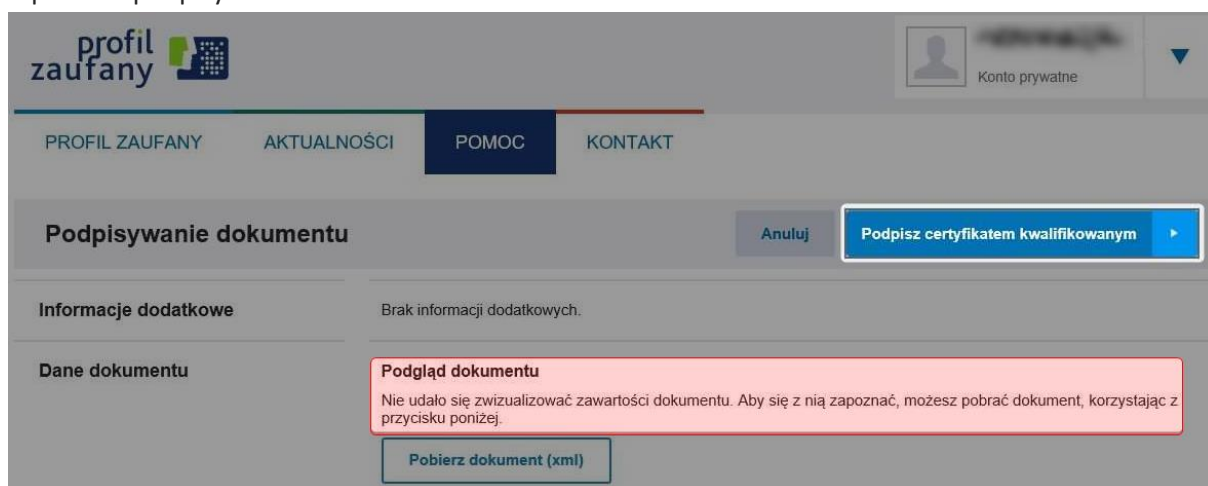 profil
zaufany
Konto prywatne
PROFIL ZAUFANY
AKTUALNOŚCI
POMOC
KONTAKT
Podpisywanie dokumentu
Anuluj
Podpisz certyfikatem kwalifikowanym
Informacje dodatkowe
Brak informacji dodatkowych.
Dane dokumentu
Podgląd dokumentu
Nie udało się zwizualizować zawartości dokumentu. Aby się z nią zapoznać, możesz pobrać dokument, korzystając z
przycisku poniżej.
Pobierz dokument (xml)